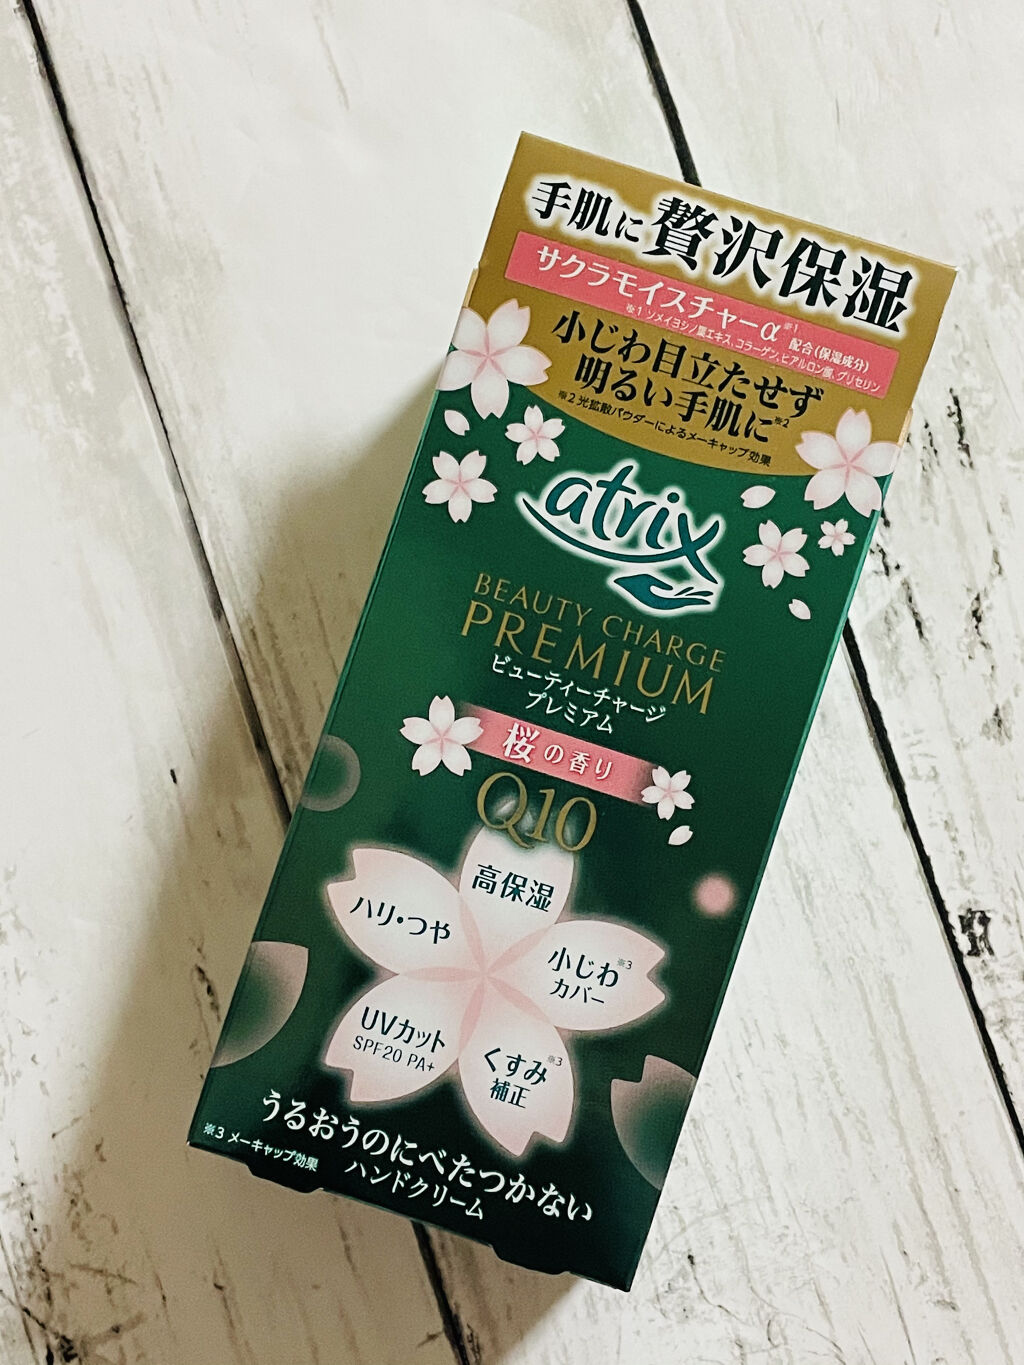 手肌に贅沢保湿
サクラモイスチャーα※1 配合(保湿成分)
※1 ソメイヨシノ葉エキス、コラーゲン、ヒアルロン酸、グリセリン
小じわ目立たせず
明るい手肌に※2
※2 光拡散パウダーによるメーキャップ効果
atrix
BEAUTY CHARGE
PREMIUM
ビューティーチャージ
プレミアム
桜の香り
Q10
高保湿
ハリ・つや
小じわ※3
カバー
UVカット
SPF20 PA+
くすみ※3
補正
うるおうのにべたつかない
ハンドクリーム
※3 メーキャップ効果